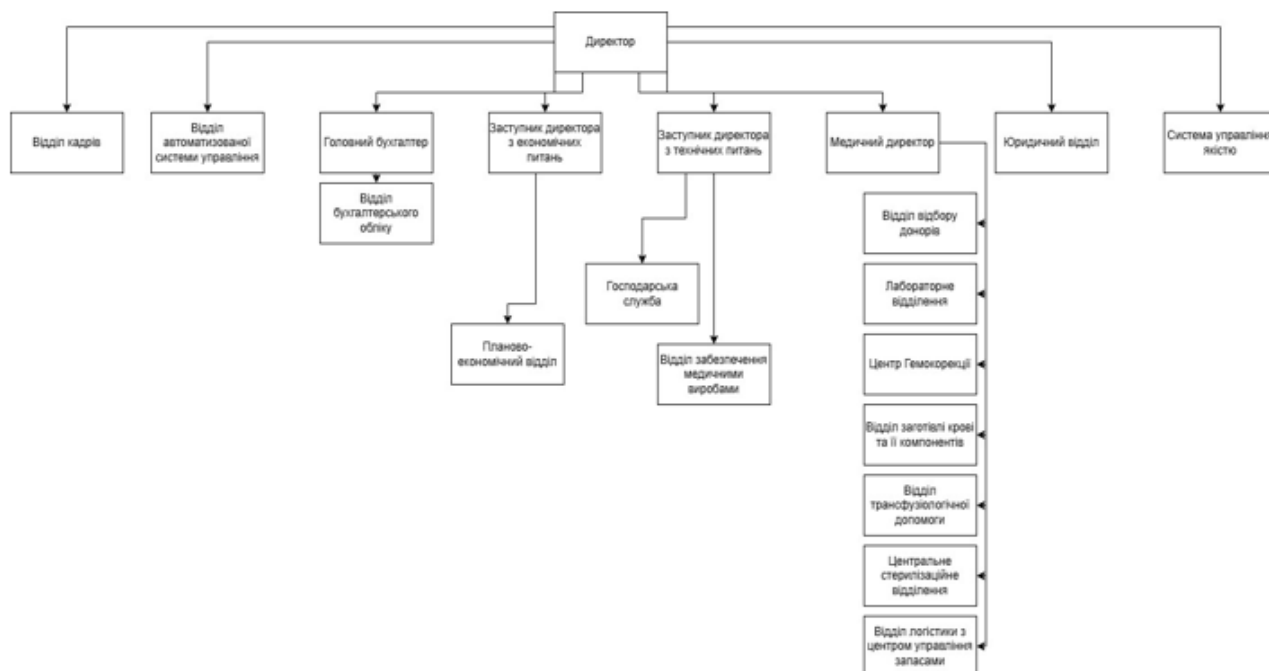 Директор
Відділ кадрів
Відділ
автоматизованої
системи управління
Головний бухгалтер
Заступник директора
з економічних
питань
Заступник директора
з технічних питань
Медичний директор
Юридичний відділ
Система управління
якістю
Відділ
бухгалтерського
обліку
Відділ відбору
донорів
Господарська
служба
Лабораторне
відділення
Планово-
економічний відділ
Відділ забезпечення
медичними
виробами
Центр Гемокорекції
Відділ заготівлі крові
та її компонентів
Відділ
трансфузіологічної
допомоги
Центральне
стерилізаційне
відділення
Відділ логістики з
центром управління
запасами